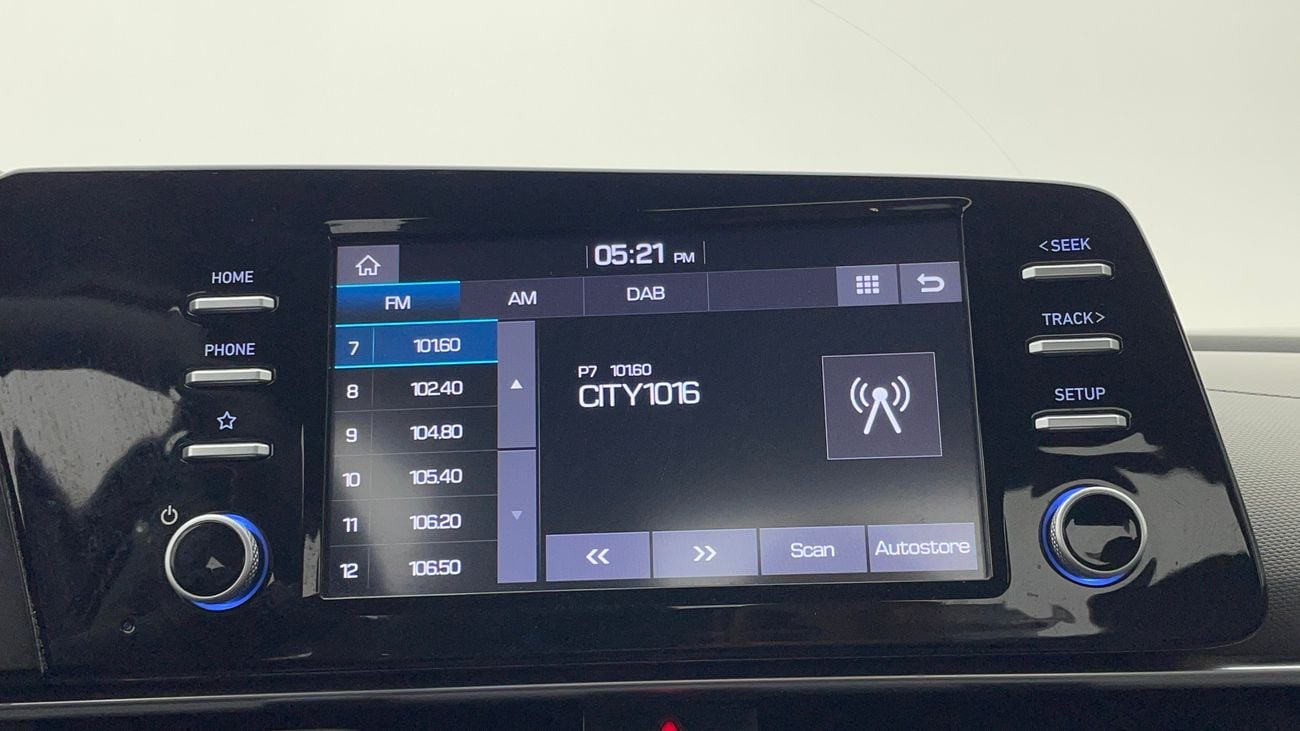 HOME
PHONE
05:21 PM
FM AM DAB
7 101.60
8 102.40
9 104.80
10 105.40
11 106.20
12 106.50
P7 101.60
CITY1016
<< >> Scan Autostore
<SEEK
TRACK>
SETUP